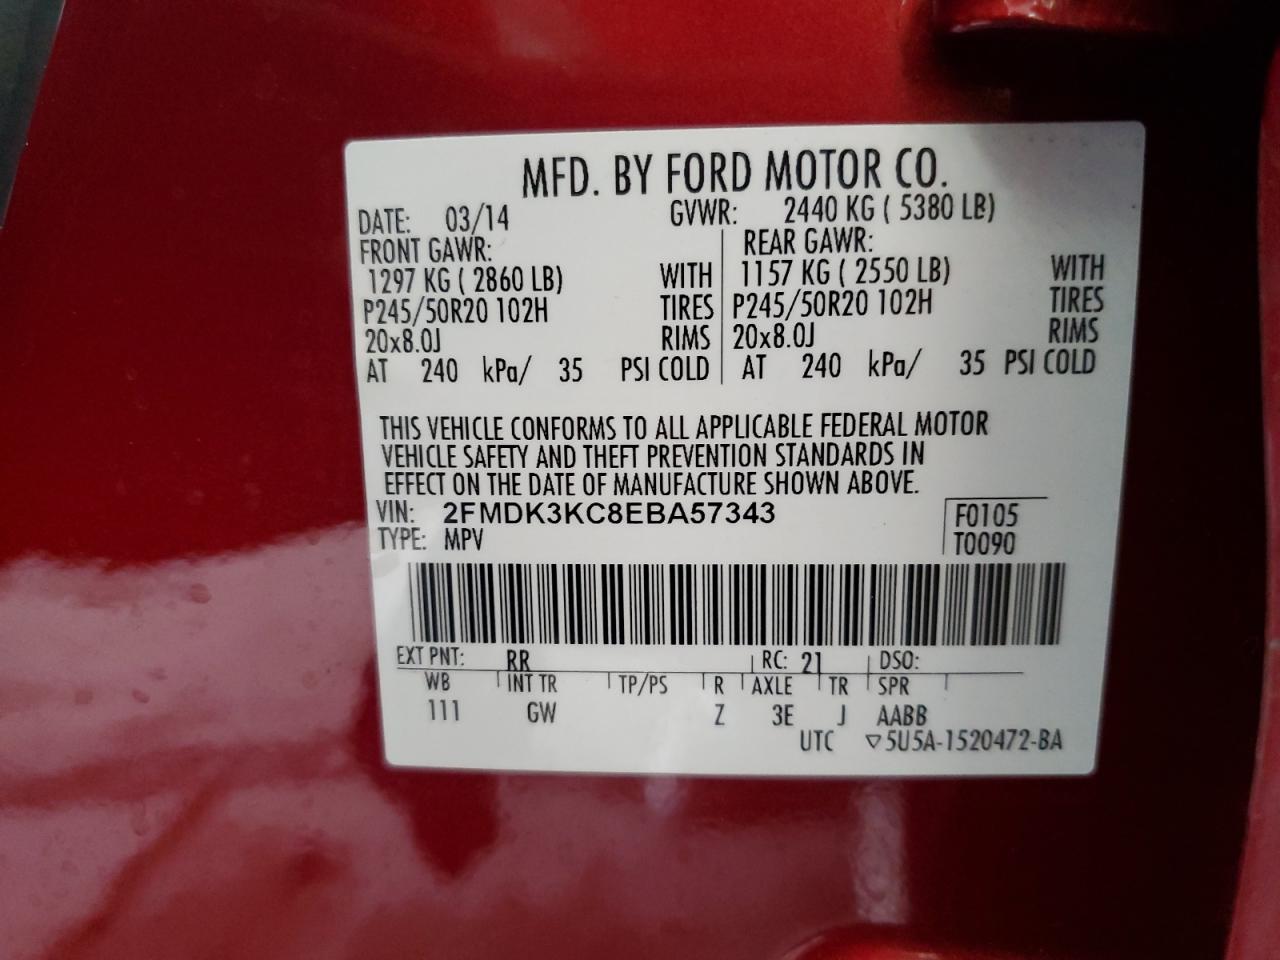 MFD. BY FORD MOTOR CO.
DATE: 03/14 GVWR: 2440 KG ( 5380 LB)
FRONT GAWR: REAR GAWR:
1297 KG ( 2860 LB) WITH 1157 KG ( 2550 LB) WITH
P245/50R20 102H TIRES P245/50R20 102H TIRES
20x8.0J RIMS 20x8.0J RIMS
AT 240 kPa/ 35 PSI COLD AT 240 kPa/ 35 PSI COLD
THIS VEHICLE CONFORMS TO ALL APPLICABLE FEDERAL MOTOR
VEHICLE SAFETY AND THEFT PREVENTION STANDARDS IN
EFFECT ON THE DATE OF MANUFACTURE SHOWN ABOVE.
VIN: 2FMDK3KC8EBA57343 F0105
TYPE: MPV T0090
EXT PNT: RR RC: 21 DSO:
WB INT TR TP/PS R AXLE TR SPR
111 GW Z 3E J AABB
UTC ▽5U5A-1520472-BA